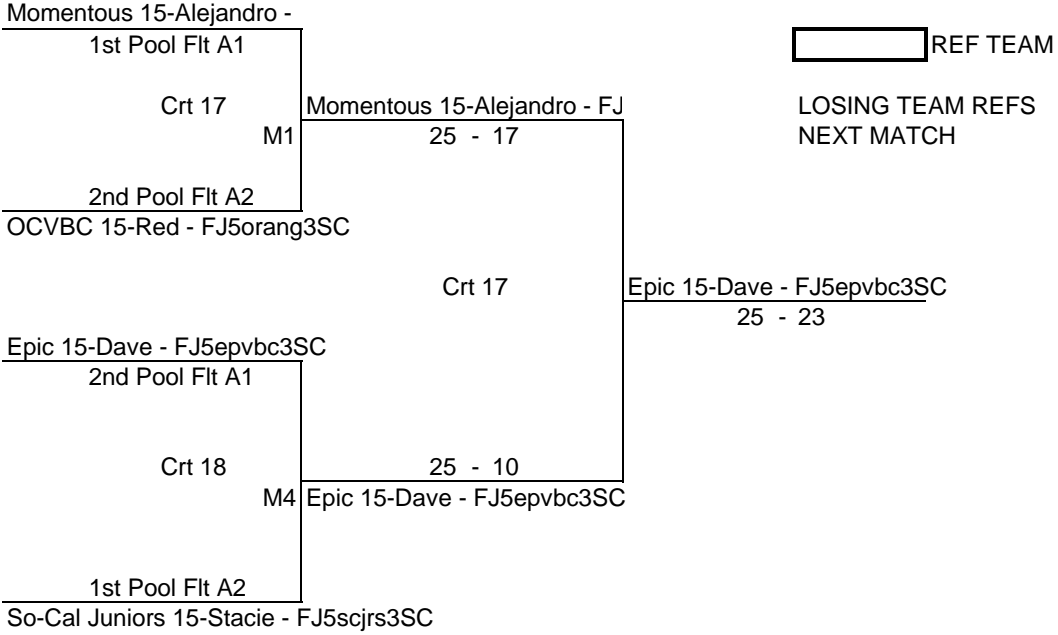 Momentous 15-Alejandro -
1st Pool Flt A1
REF TEAM
Crt 17
Momentous 15-Alejandro - FJ
LOSING TEAM REFS
M1
25 - 17
NEXT MATCH
2nd Pool Flt A2
OCVBC 15-Red - FJ5orang3SC
Crt 17
Epic 15-Dave - FJ5epvbc3SC
25 - 23
Epic 15-Dave - FJ5epvbc3SC
2nd Pool Flt A1
Crt 18
25 - 10
M4
Epic 15-Dave - FJ5epvbc3SC
1st Pool Flt A2
So-Cal Juniors 15-Stacie - FJ5scjrs3SC